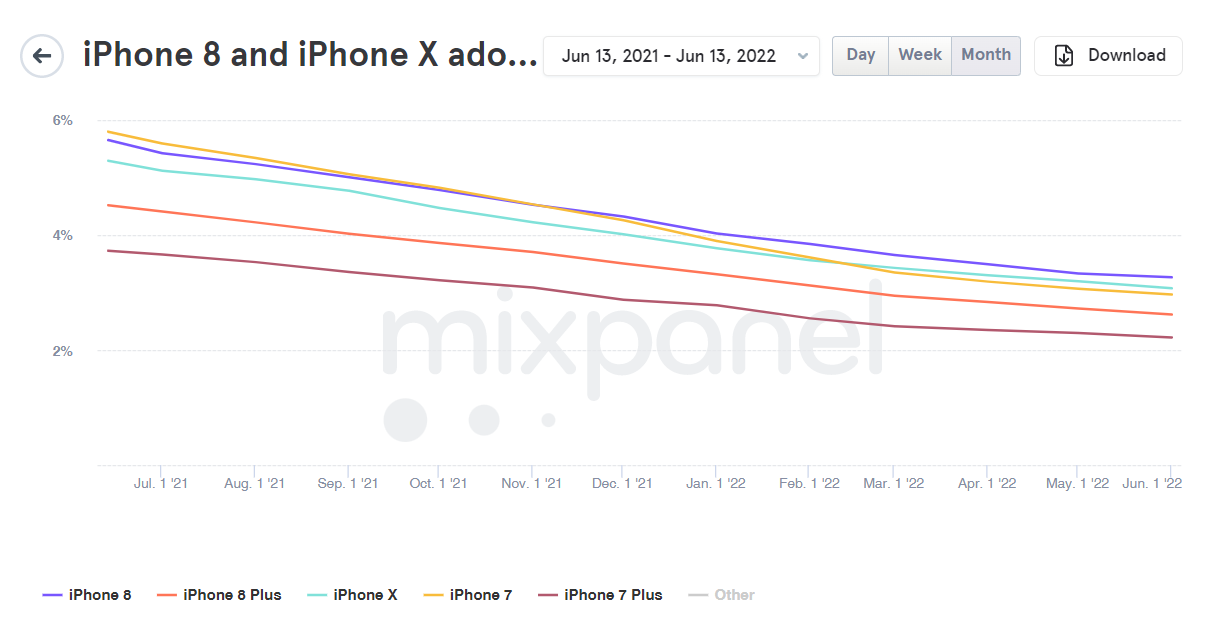 iPhone 8 and iPhone X ado...
Jun 13, 2021 - Jun 13, 2022
Day Week Month
Download
6%
4%
2%
mixpanel
Jul. 1 '21 Aug. 1 '21 Sep. 1 '21 Oct. 1 '21 Nov. 1 '21 Dec. 1 '21 Jan. 1 '22 Feb. 1 '22 Mar. 1 '22 Apr. 1 '22 May. 1 '22 Jun. 1 '22
iPhone 8 iPhone 8 Plus iPhone X iPhone 7 iPhone 7 Plus Other